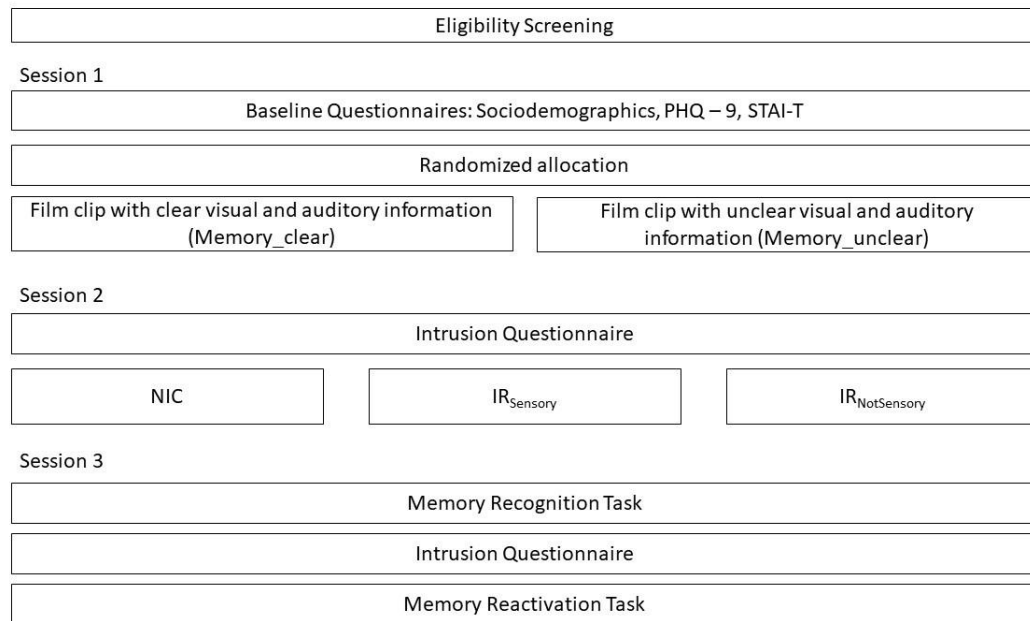 Eligibility Screening
Session 1
Baseline Questionnaires: Sociodemographics, PHQ – 9, STAI-T
Randomized allocation
Film clip with clear visual and auditory information
(Memory_clear)
Film clip with unclear visual and auditory
information (Memory_unclear)
Session 2
Intrusion Questionnaire
NIC
IRSensory
IRNotSensory
Session 3
Memory Recognition Task
Intrusion Questionnaire
Memory Reactivation Task